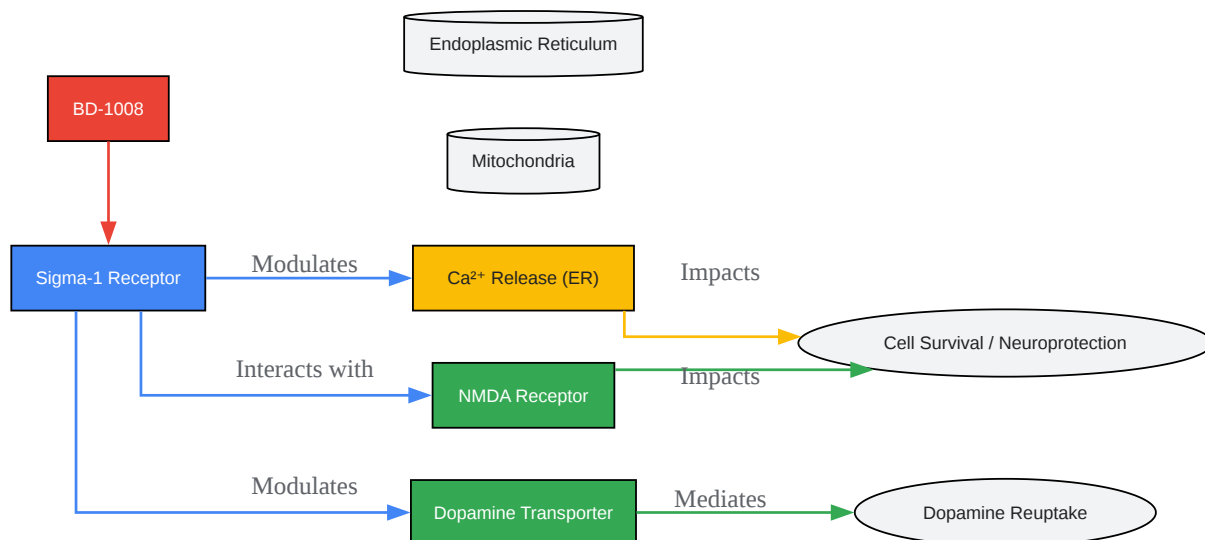 Endoplasmic Reticulum
BD-1008
Mitochondria
Sigma-1 Receptor
Modulates
Ca²⁺ Release (ER)
Impacts
Cell Survival / Neuroprotection
Interacts with
NMDA Receptor
Impacts
Modulates
Dopamine Transporter
Mediates
Dopamine Reuptake